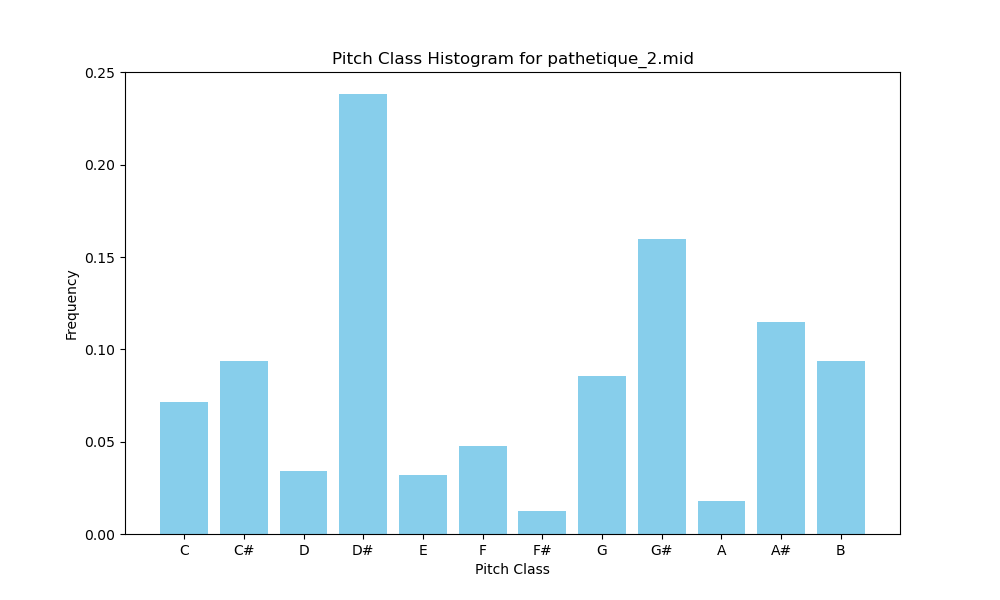 Pitch Class Histogram for pathetique_2.mid
0.25
0.20
0.15
0.10
0.05
0.00
Frequency
C C# D D# E F F# G G# A A# B
Pitch Class